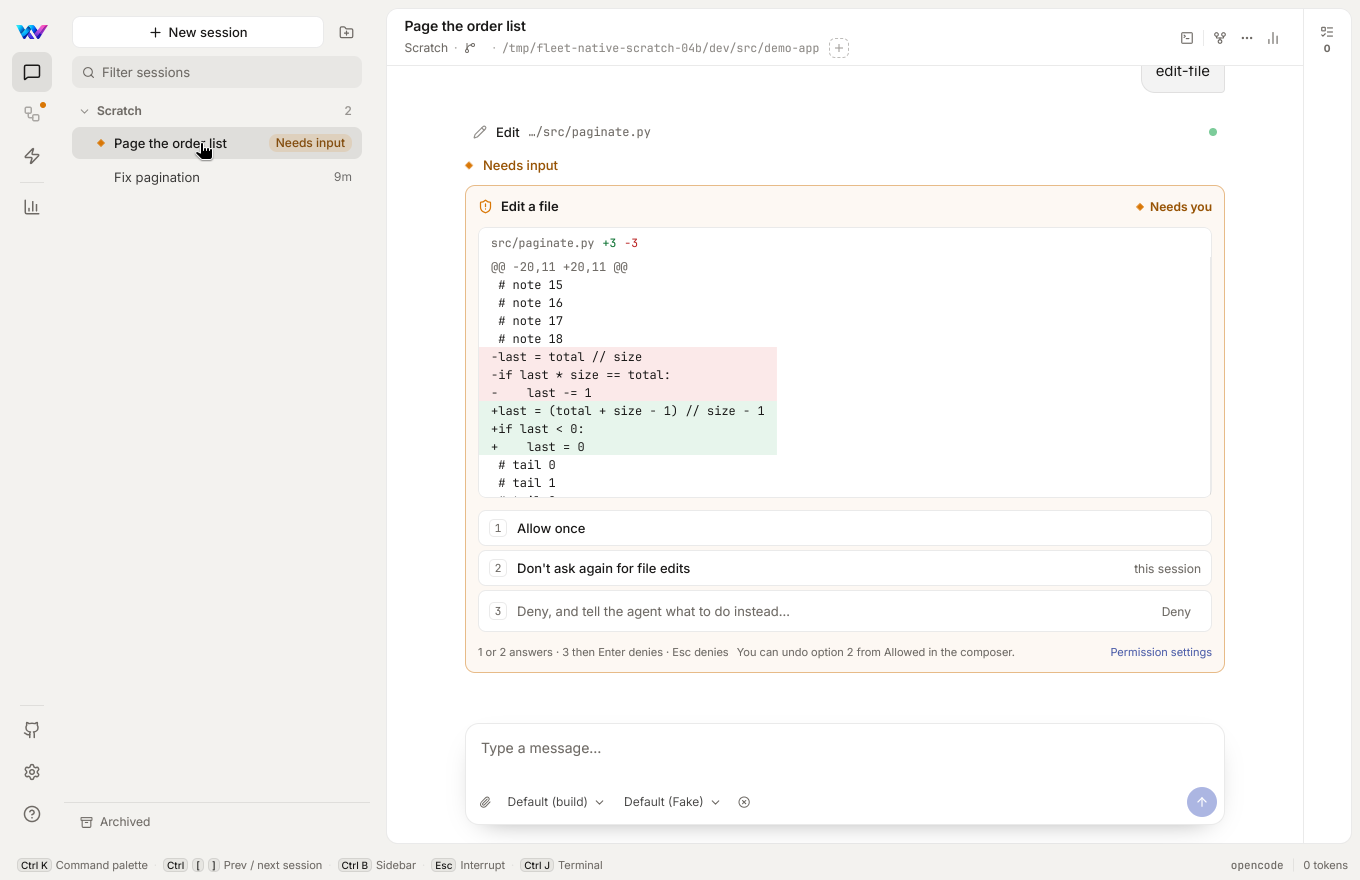 New session
Filter sessions
Scratch 2
Page the order list Needs input
Fix pagination 9m
Archived
Page the order list
Scratch · · /tmp/fleet-native-scratch-04b/dev/src/demo-app
0
edit-file
Edit …/src/paginate.py
Needs input
Edit a file Needs you
src/paginate.py +3 -3
@@ -20,11 +20,11 @@
# note 15
# note 16
# note 17
# note 18
-last = total // size
-if last * size == total:
-    last -= 1
+last = (total + size - 1) // size - 1
+if last < 0:
+    last = 0
# tail 0
# tail 1
1 Allow once
2 Don't ask again for file edits this session
3 Deny, and tell the agent what to do instead... Deny
1 or 2 answers · 3 then Enter denies · Esc denies You can undo option 2 from Allowed in the composer. Permission settings
Type a message...
Default (build) Default (Fake)
Ctrl K Command palette Ctrl [ ] Prev / next session Ctrl B Sidebar Esc Interrupt Ctrl J Terminal opencode 0 tokens